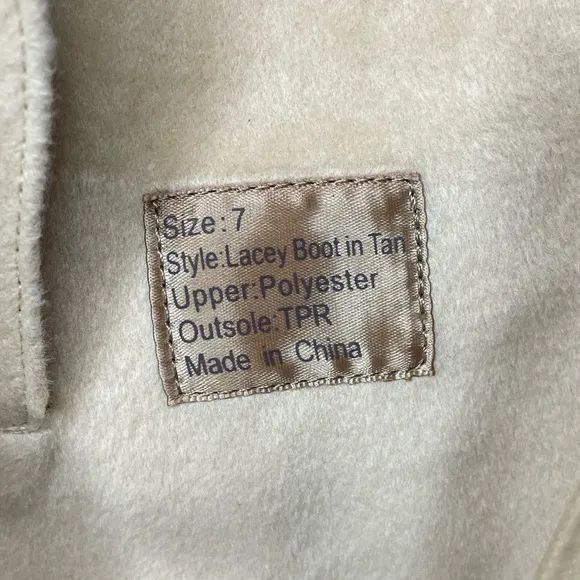 Size: 7
Style:Lacey Boot in Tan
Upper:Polyester
Outsole:TPR
Made in China